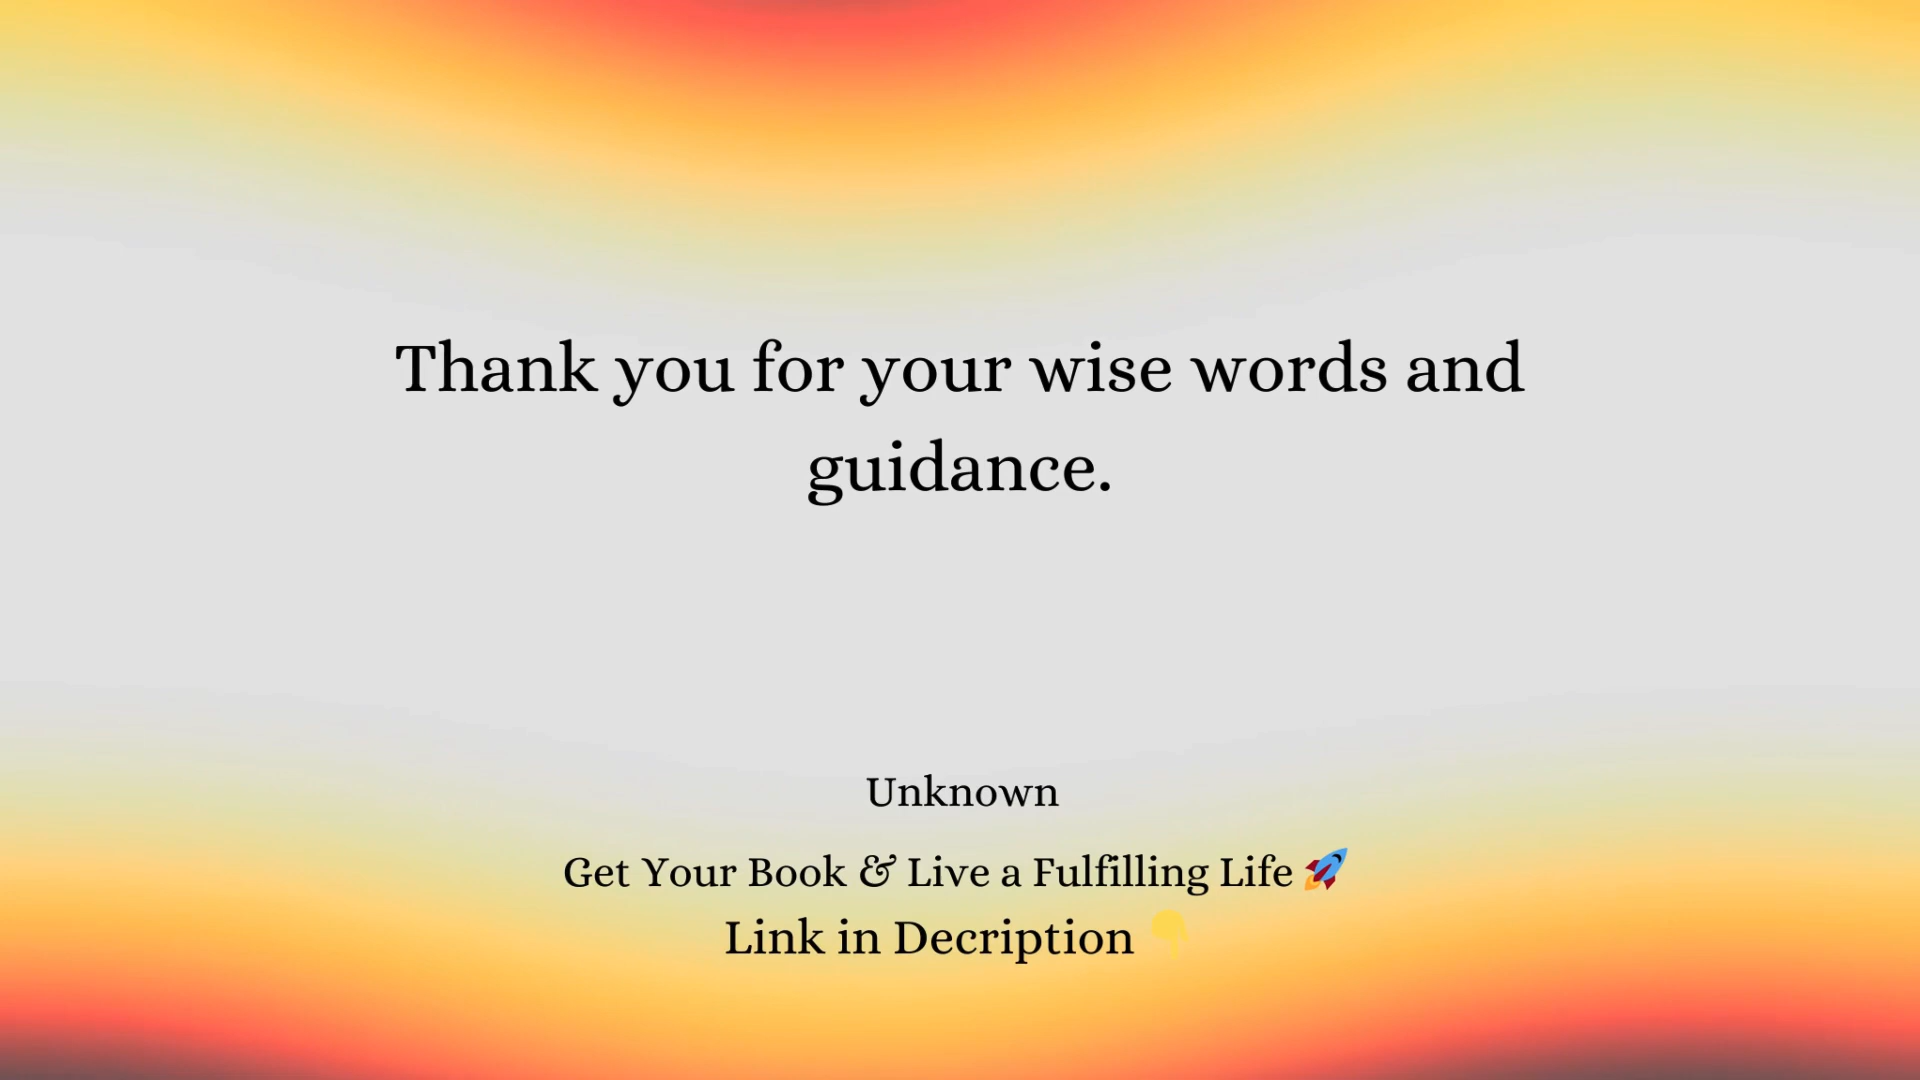 Thank you for your wise words and
guidance.
Unknown
Get Your Book & Live a Fulfilling Life 🚀
Link in Decription 👇